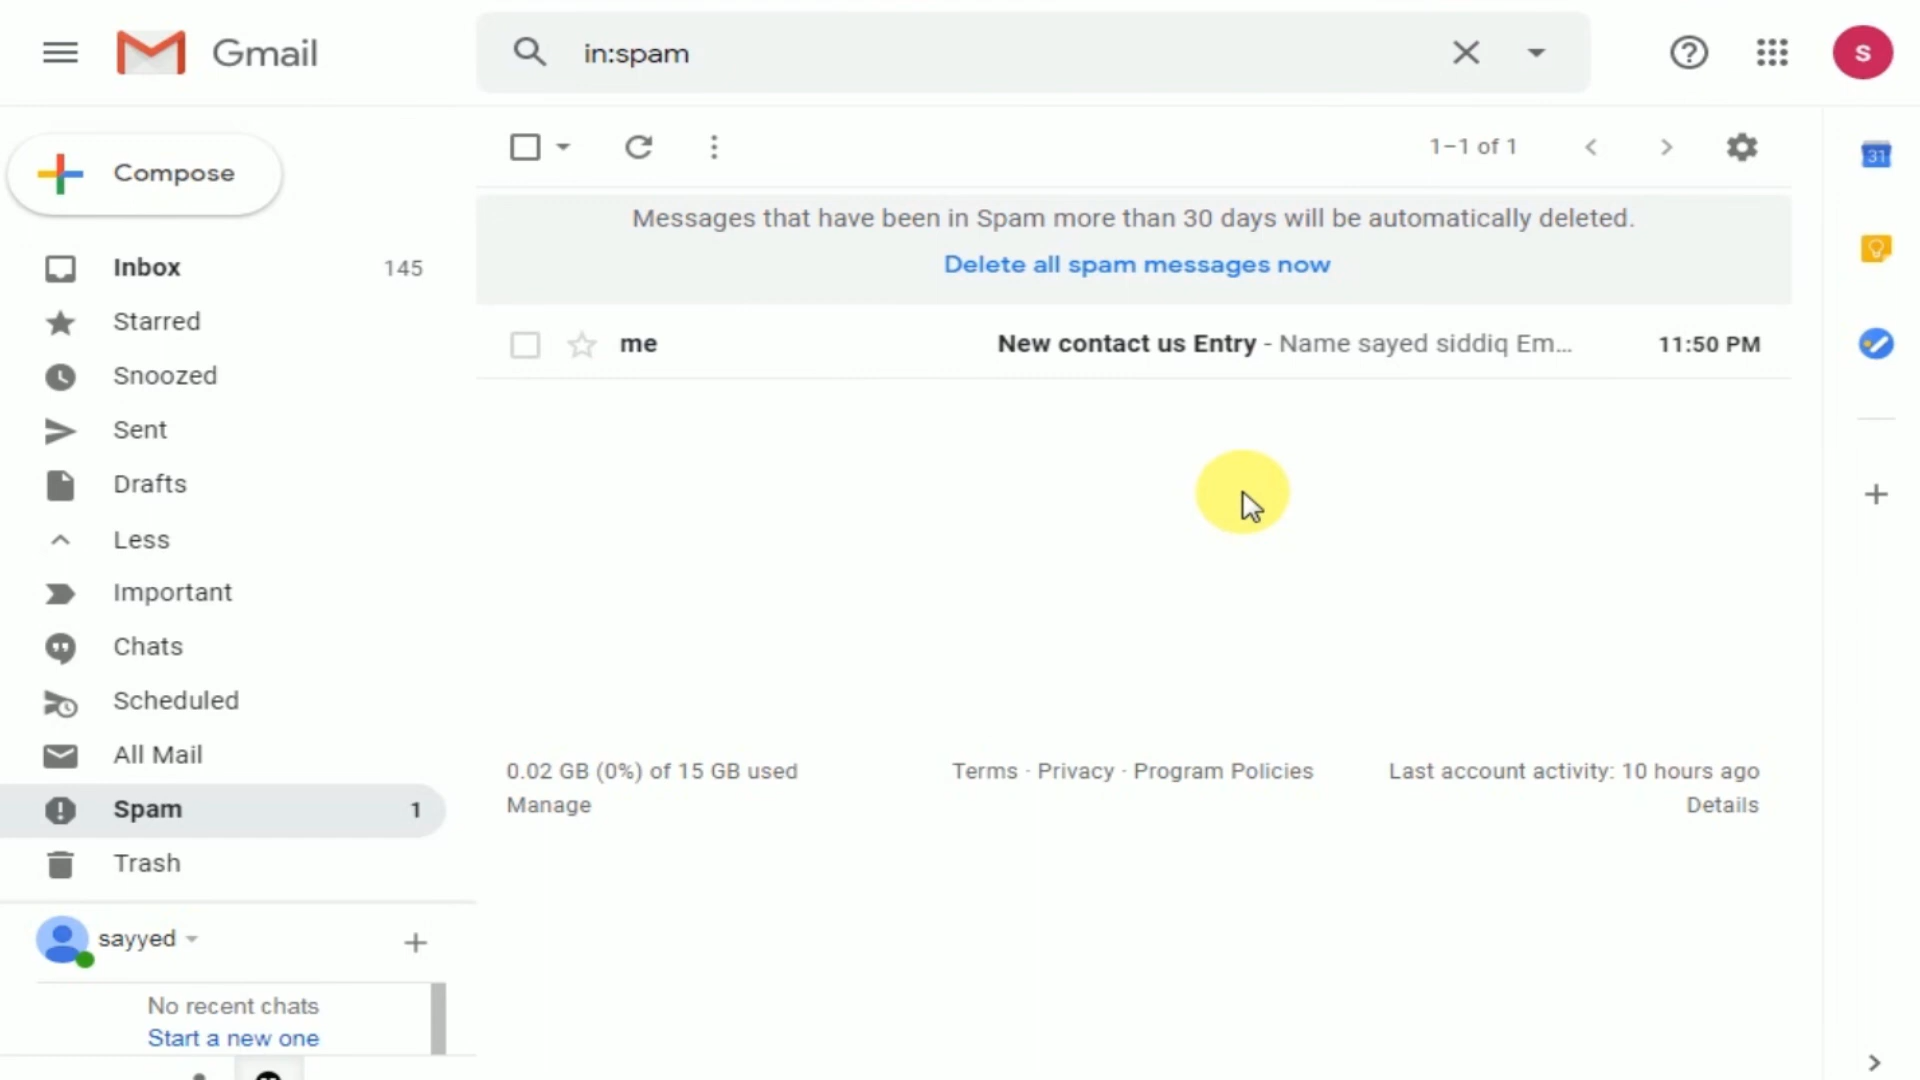 Gmail
in:spam
S
Compose
1–1 of 1
31
Messages that have been in Spam more than 30 days will be automatically deleted.
Delete all spam messages now
Inbox 145
Starred
Snoozed
Sent
Drafts
Less
Important
Chats
Scheduled
All Mail
Spam 1
Trash
me New contact us Entry - Name sayed siddiq Em... 11:50 PM
0.02 GB (0%) of 15 GB used
Manage
Terms · Privacy · Program Policies
Last account activity: 10 hours ago
Details
sayyed
No recent chats
Start a new one